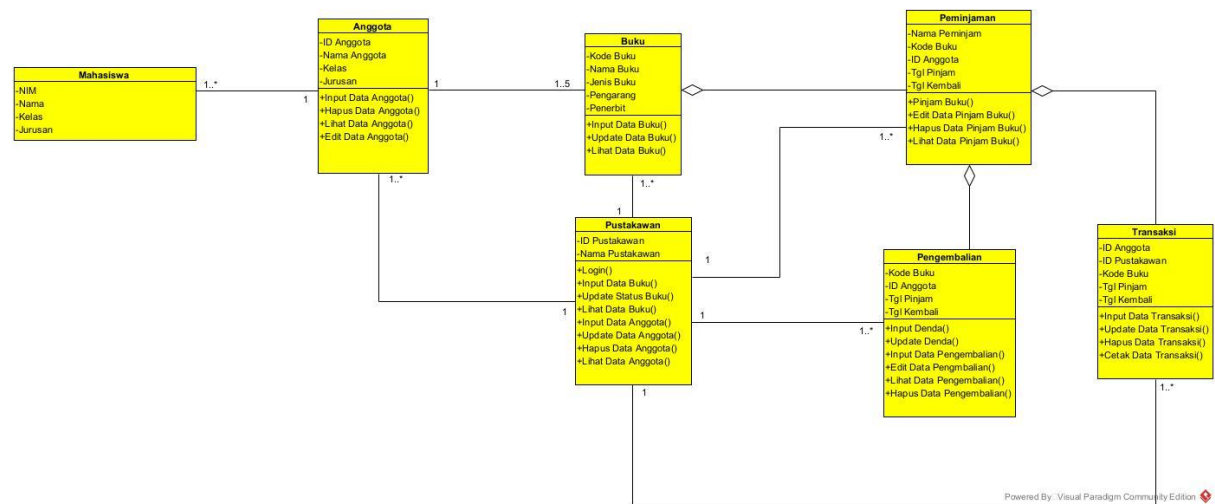 Mahasiswa
-NIM
-Nama
-Kelas
-Jurusan
1..*
1
Anggota
-ID Anggota
-Nama Anggota
-Kelas
-Jurusan
+Input Data Anggota()
+Hapus Data Anggota()
+Lihat Data Anggota()
+Edit Data Anggota()
1
1..5
1..*
1
Buku
-Kode Buku
-Nama Buku
-Jenis Buku
-Pengarang
-Penerbit
+Input Data Buku()
+Update Data Buku()
+Lihat Data Buku()
1..*
1
Pustakawan
-ID Pustakawan
-Nama Pustakawan
+Login()
+Input Data Buku()
+Update Status Buku()
+Lihat Data Buku()
+Input Data Anggota()
+Update Data Anggota()
+Hapus Data Anggota()
+Lihat Data Anggota()
1
1..*
1
1..*
1
1..*
Peminjaman
-Nama Peminjam
-Kode Buku
-ID Anggota
-Tgl Pinjam
-Tgl Kembali
+Pinjam Buku()
+Edit Data Pinjam Buku()
+Hapus Data Pinjam Buku()
+Lihat Data Pinjam Buku()
Pengembalian
-Kode Buku
-ID Anggota
-Tgl Pinjam
-Tgl Kembali
+Input Denda()
+Update Denda()
+Input Data Pengembalian()
+Edit Data Pengmbalian()
+Lihat Data Pengembalian()
+Hapus Data Pengembalian()
Transaksi
-ID Anggota
-ID Pustakawan
-Kode Buku
-Tgl Pinjam
-Tgl Kembali
+Input Data Transaksi()
+Update Data Transaksi()
+Hapus Data Transaksi()
+Cetak Data Transaksi()
Powered By: Visual Paradigm Community Edition